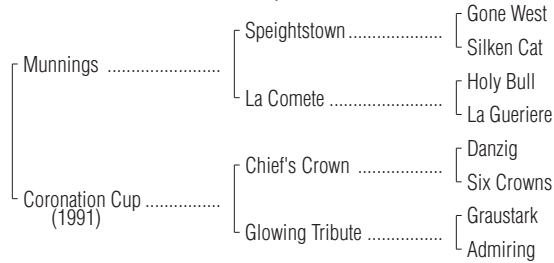 Gone West
Speightstown
Silken Cat
Munnings
Holy Bull
La Comete
La Gueriere
Danzig
Chief's Crown
Six Crowns
Coronation Cup
(1991)
Graustark
Glowing Tribute
Admiring